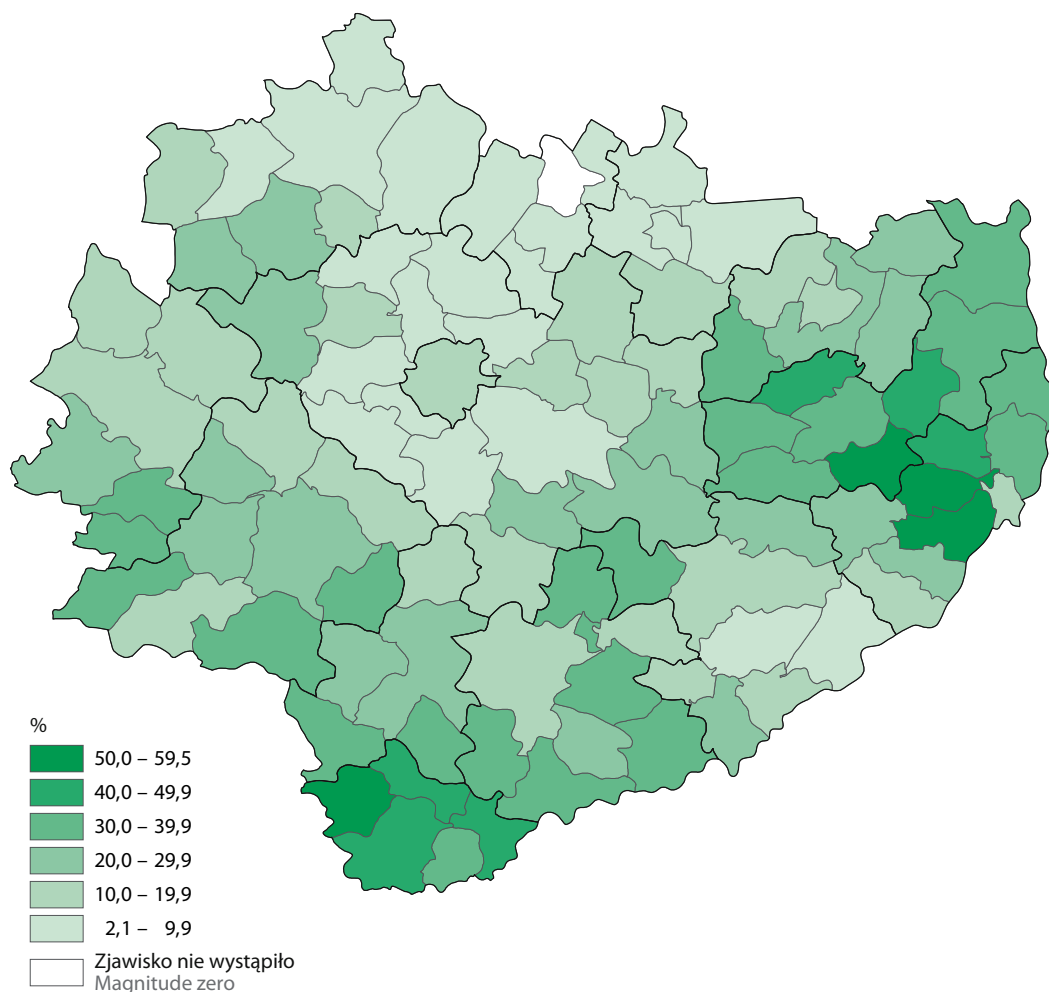 %
50,0 – 59,5
40,0 – 49,9
30,0 – 39,9
20,0 – 29,9
10,0 – 19,9
2,1 – 9,9
Zjawisko nie wystąpiło
Magnitude zero